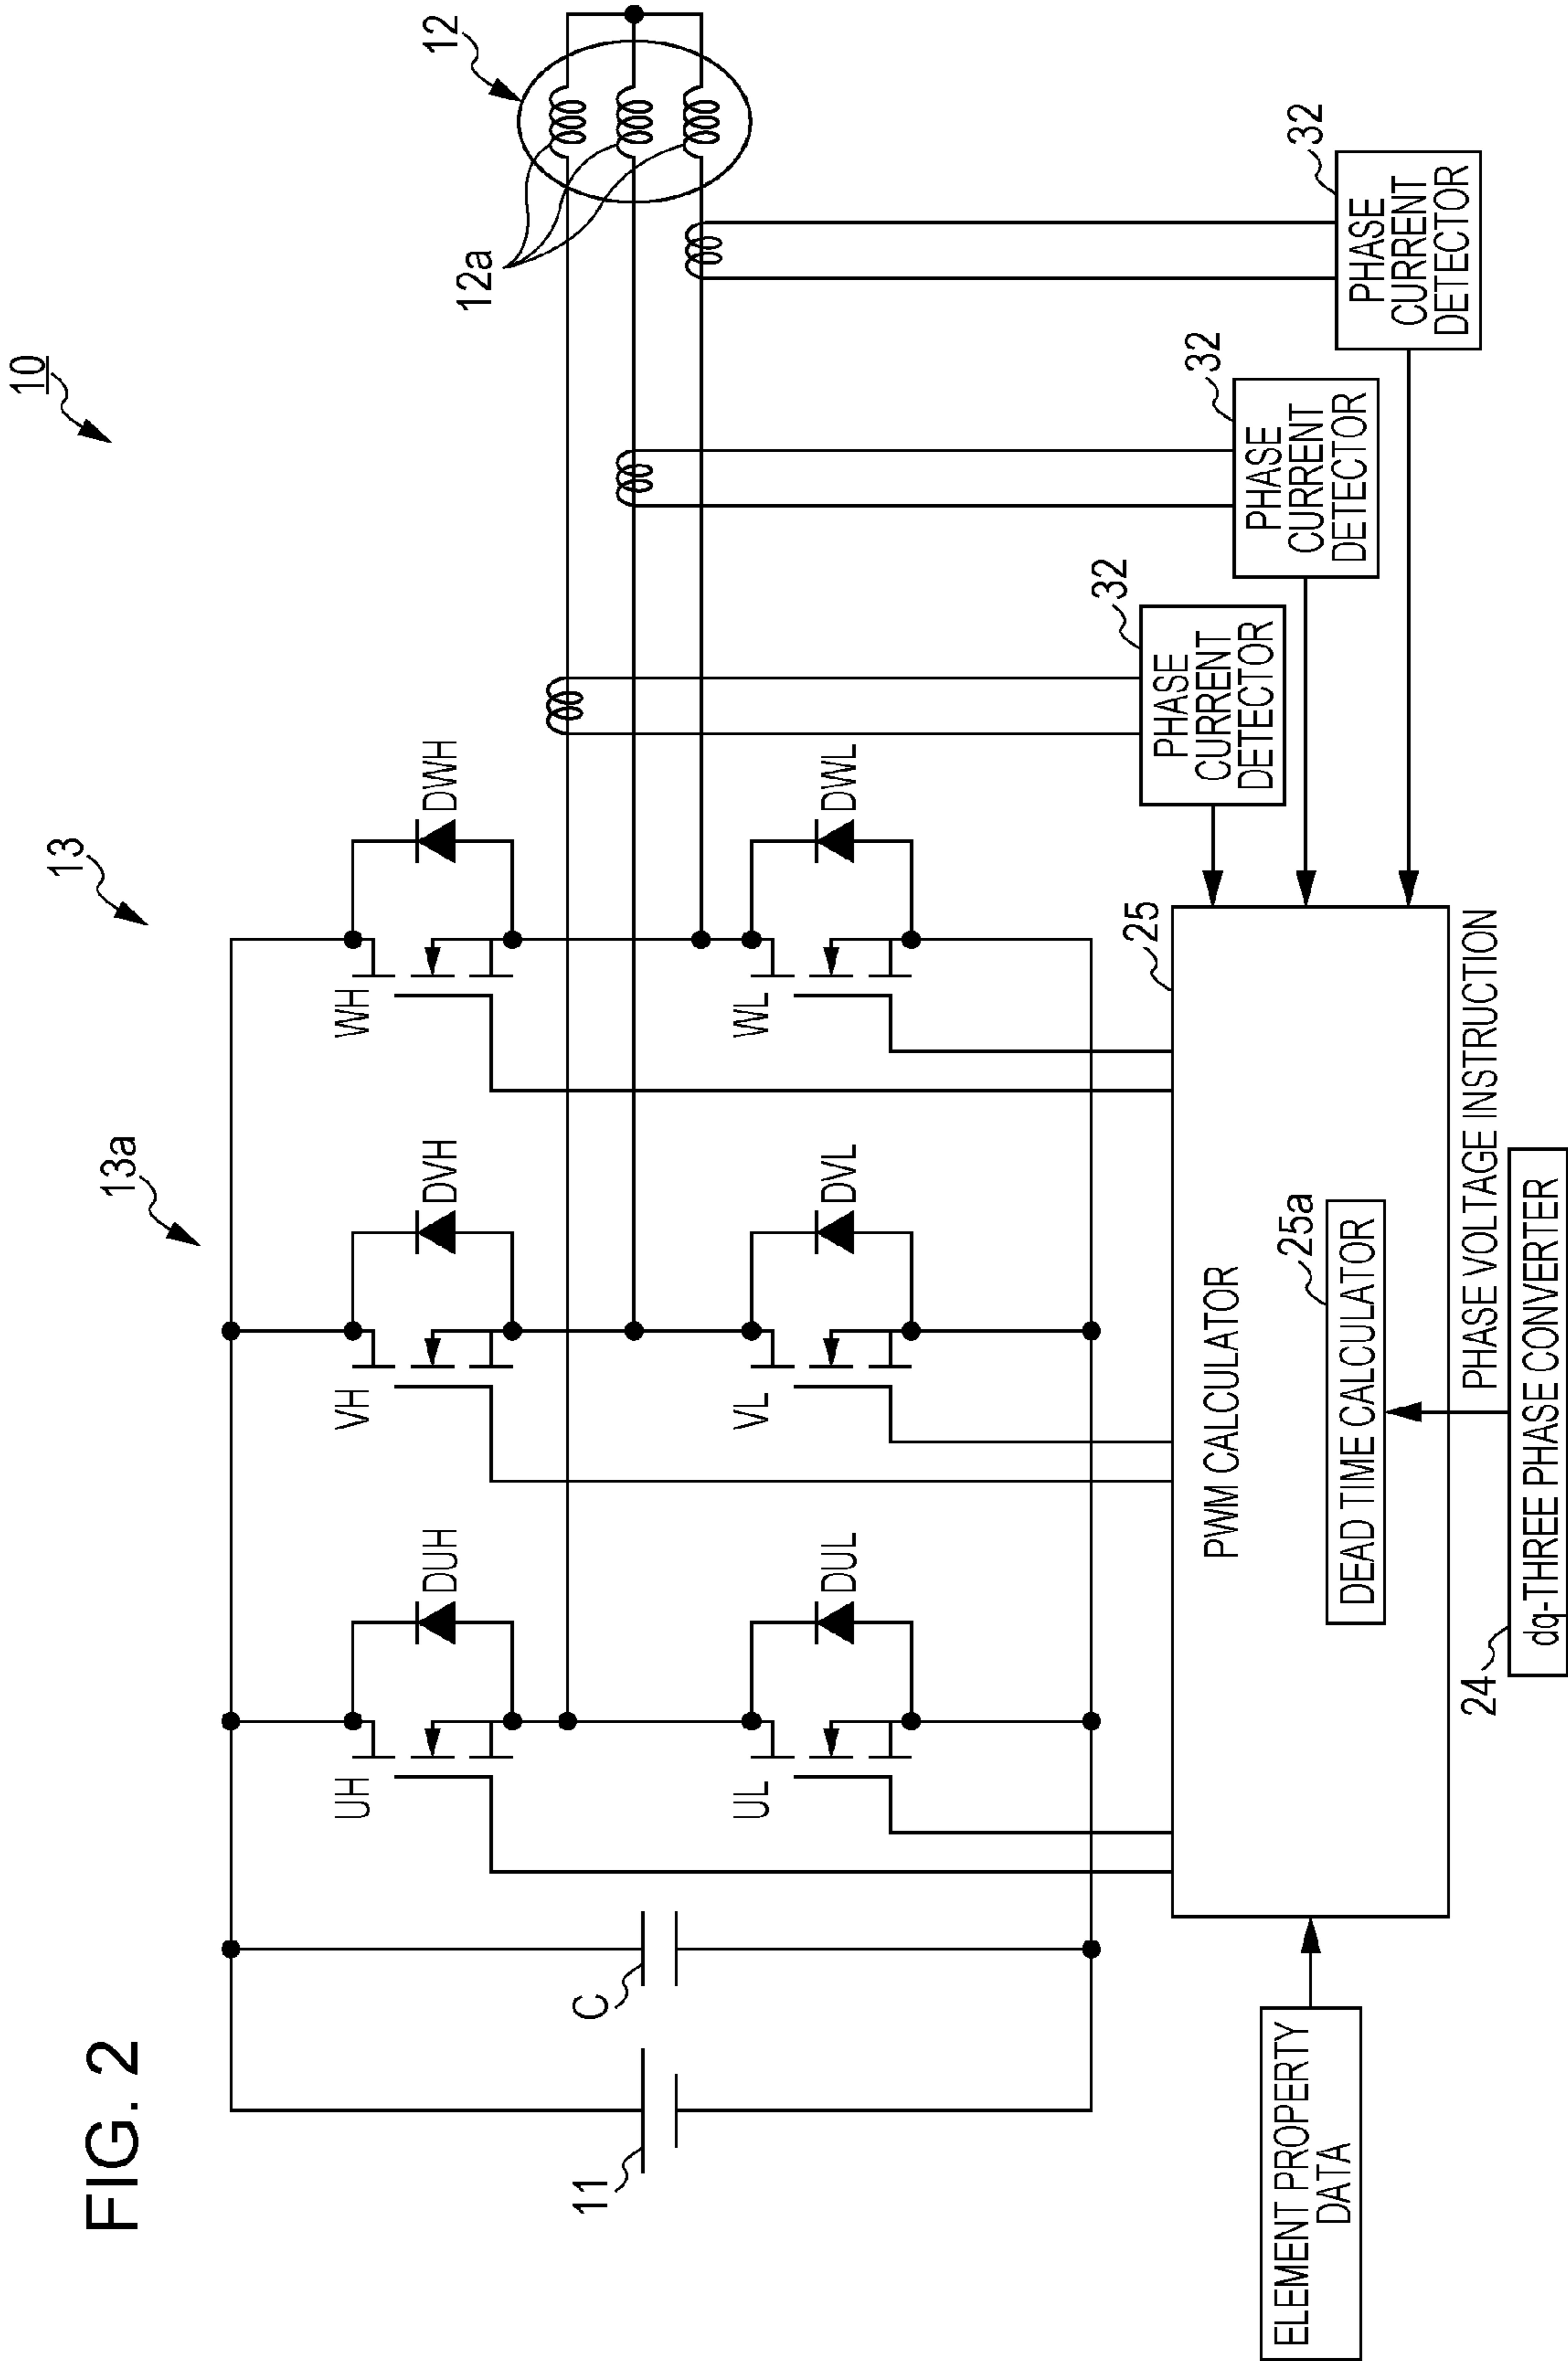 FIG. 2
10
13
13a
12
12a
11
C
UH
DUH
VH
DVH
WH
DWH
UL
DUL
VL
DVL
WL
DWL
32
PHASE
CURRENT
DETECTOR
32
PHASE
CURRENT
DETECTOR
32
PHASE
CURRENT
DETECTOR
25
PWM CALCULATOR
25a
DEAD TIME CALCULATOR
ELEMENT PROPERTY
DATA
PHASE VOLTAGE INSTRUCTION
24
dq-THREE PHASE CONVERTER